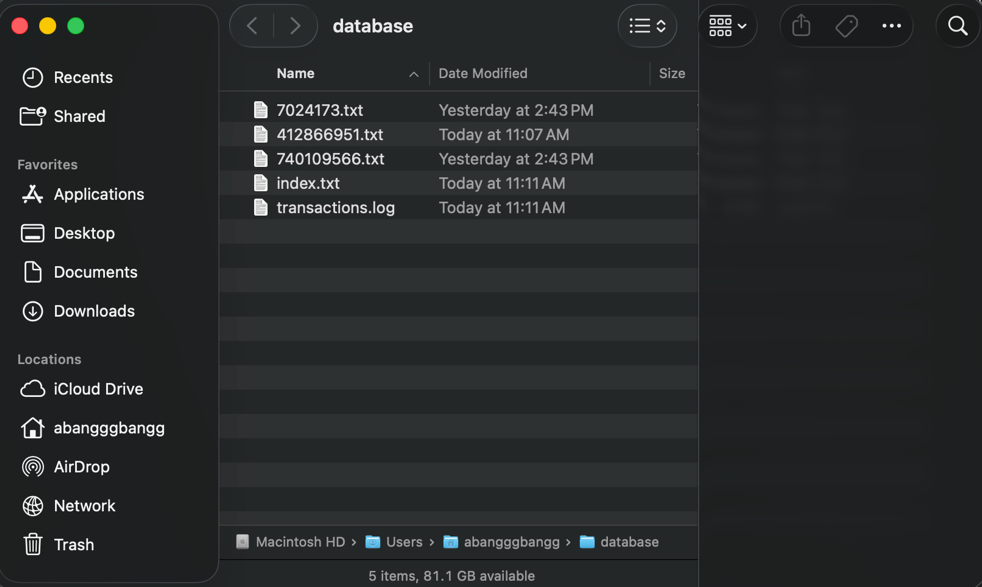 database
Name Date Modified Size
Recents
Shared
Favorites
Applications
Desktop
Documents
Downloads
Locations
iCloud Drive
abangggbangg
AirDrop
Network
Trash
7024173.txt Yesterday at 2:43 PM
412866951.txt Today at 11:07 AM
740109566.txt Yesterday at 2:43 PM
index.txt Today at 11:11 AM
transactions.log Today at 11:11 AM
Macintosh HD › Users › abangggbangg › database
5 items, 81.1 GB available